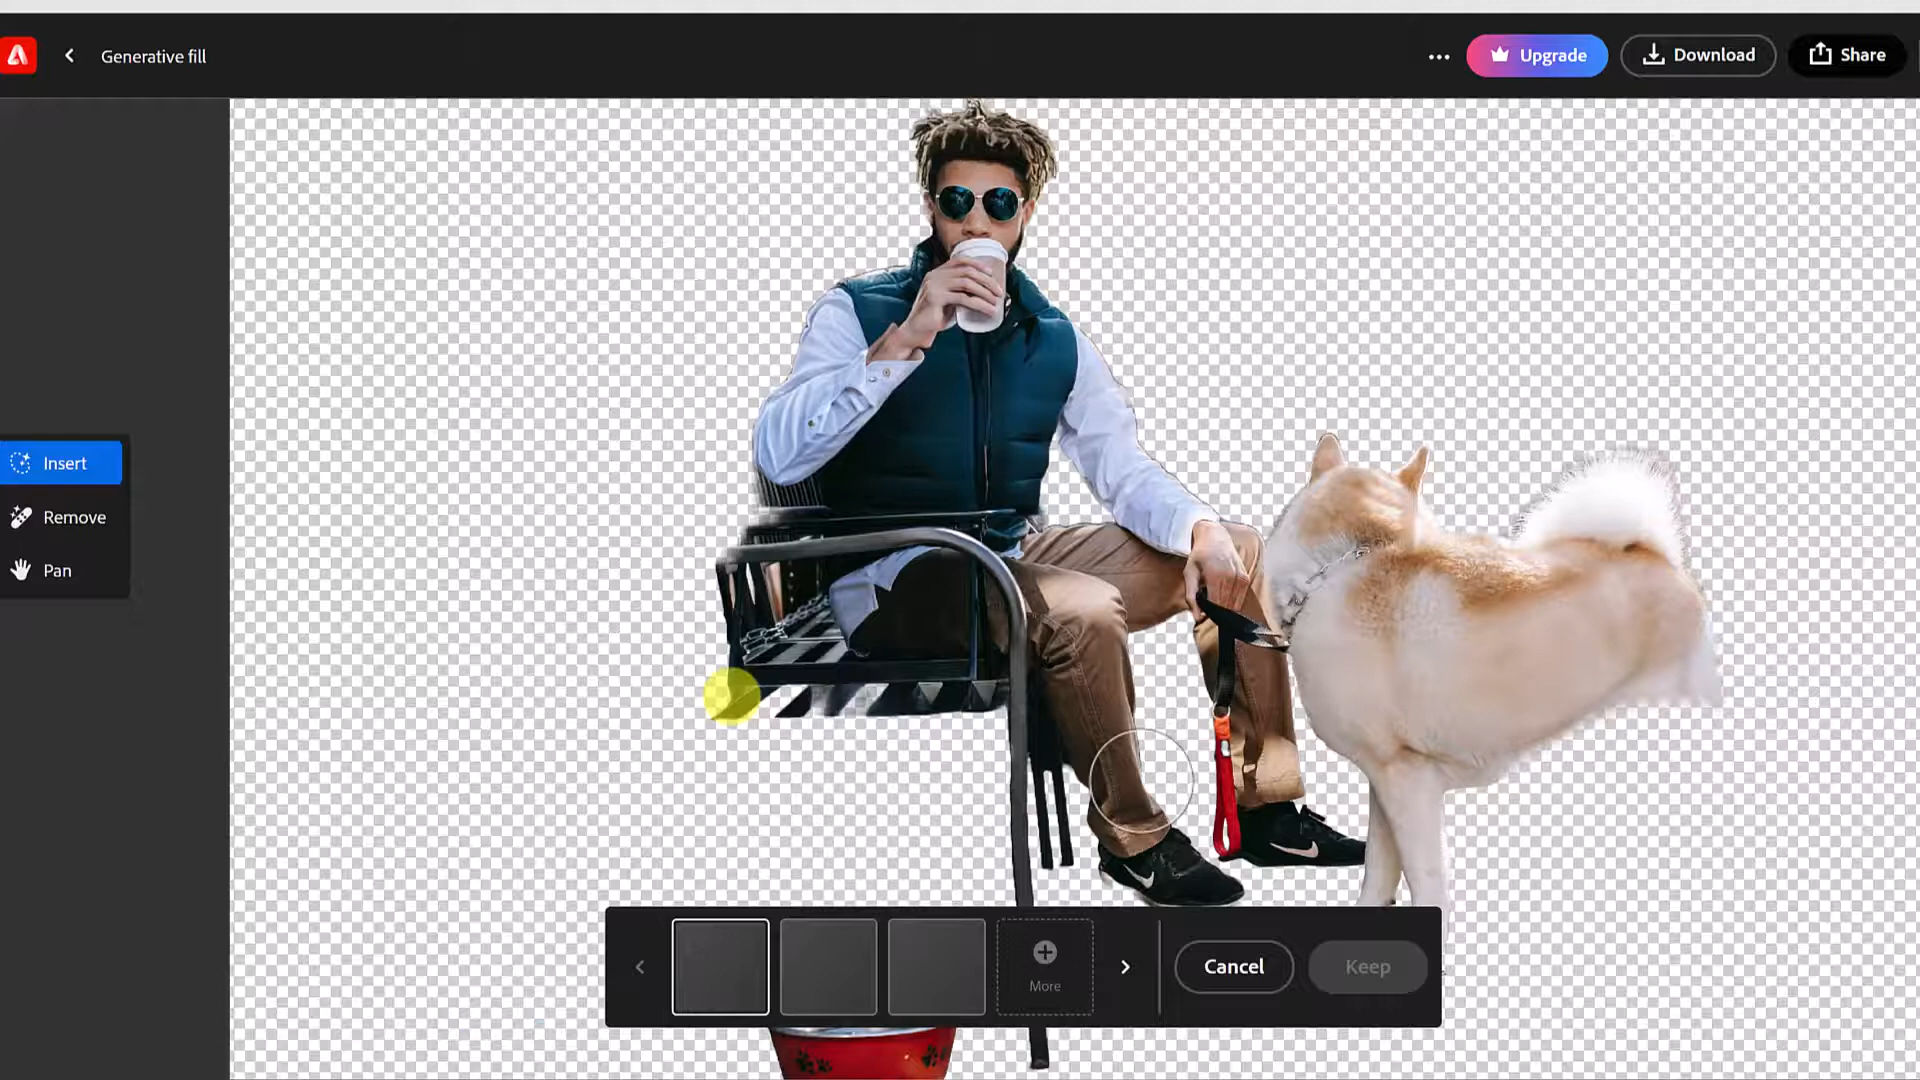 Generative fill
Upgrade
Download
Share
Insert
Remove
Pan
More
Cancel
Keep